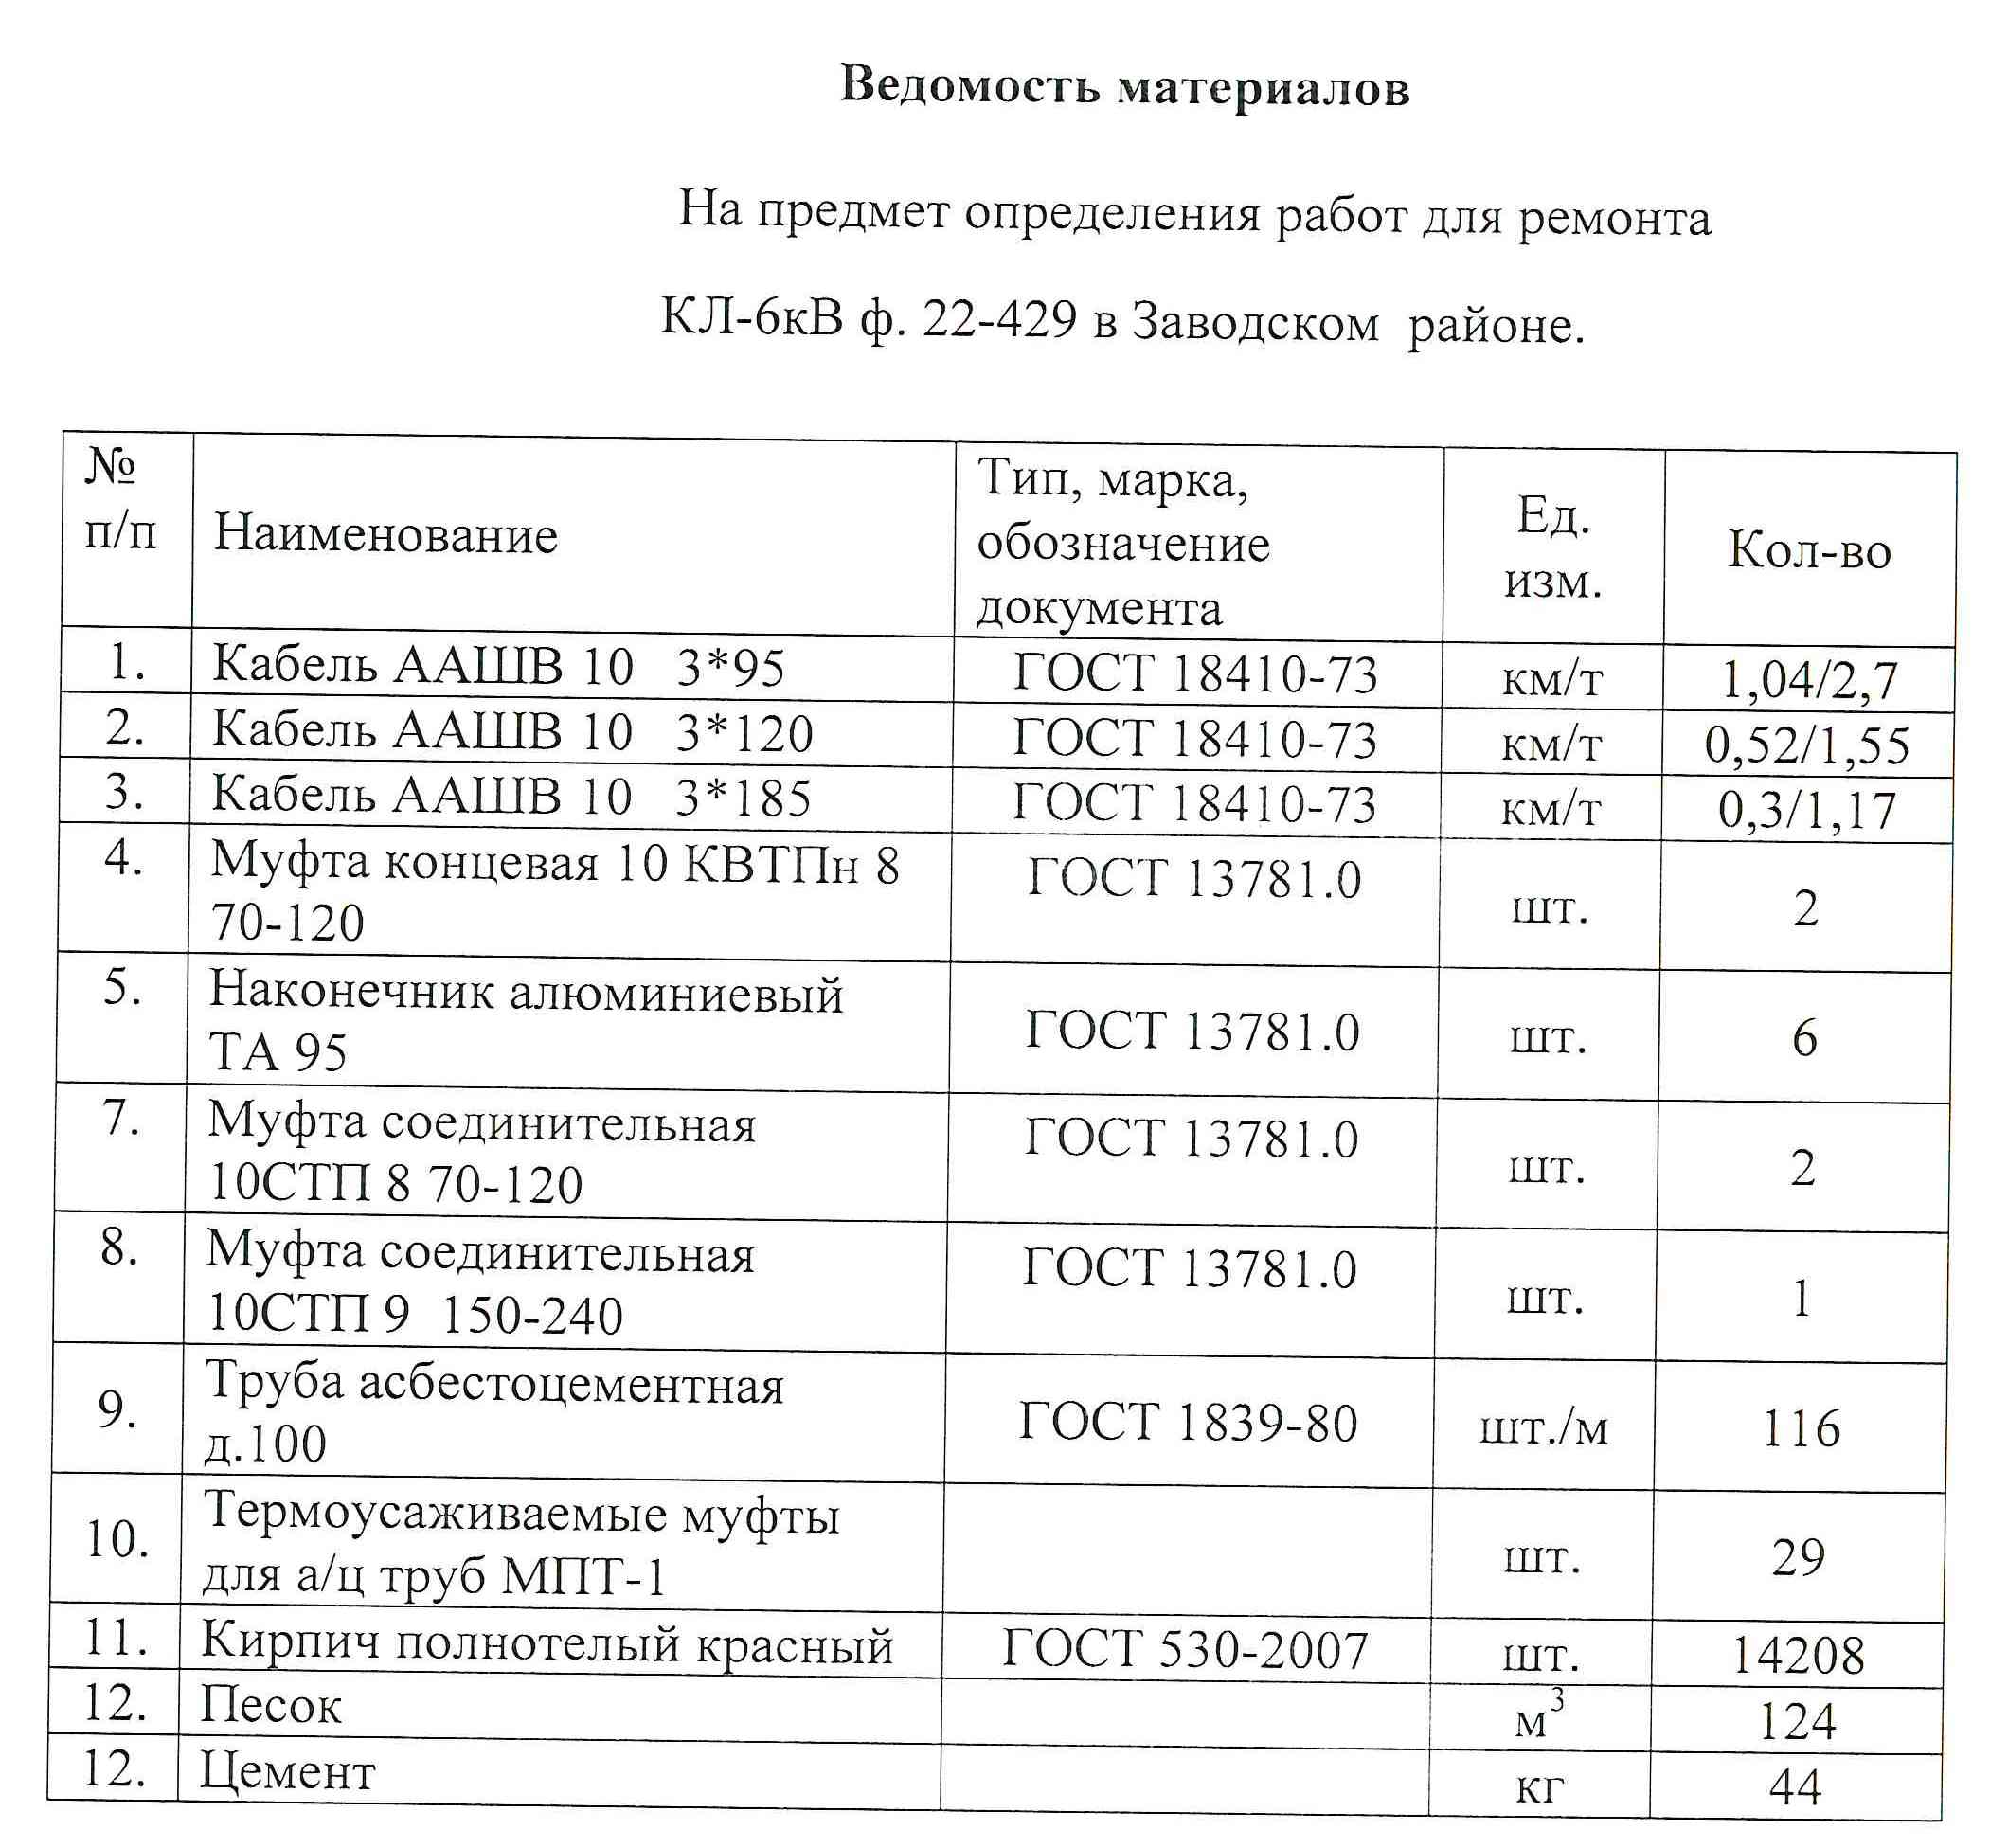 Ведомость материалов
На предмет определения работ для ремонта
КЛ-6кВ ф. 22-429 в Заводском районе.
№ п/п Наименование Тип, марка, обозначение документа Ед. изм. Кол-во
1. Кабель ААШВ 10 3*95 ГОСТ 18410-73 км/т 1,04/2,7
2. Кабель ААШВ 10 3*120 ГОСТ 18410-73 км/т 0,52/1,55
3. Кабель ААШВ 10 3*185 ГОСТ 18410-73 км/т 0,3/1,17
4. Муфта концевая 10 КВТПн 8 70-120 ГОСТ 13781.0 шт. 2
5. Наконечник алюминиевый ТА 95 ГОСТ 13781.0 шт. 6
7. Муфта соединительная 10СТП 8 70-120 ГОСТ 13781.0 шт. 2
8. Муфта соединительная 10СТП 9 150-240 ГОСТ 13781.0 шт. 1
9. Труба асбестоцементная д.100 ГОСТ 1839-80 шт./м 116
10. Термоусаживаемые муфты для а/ц труб МПТ-1 шт. 29
11. Кирпич полнотелый красный ГОСТ 530-2007 шт. 14208
12. Песок м³ 124
12. Цемент кг 44